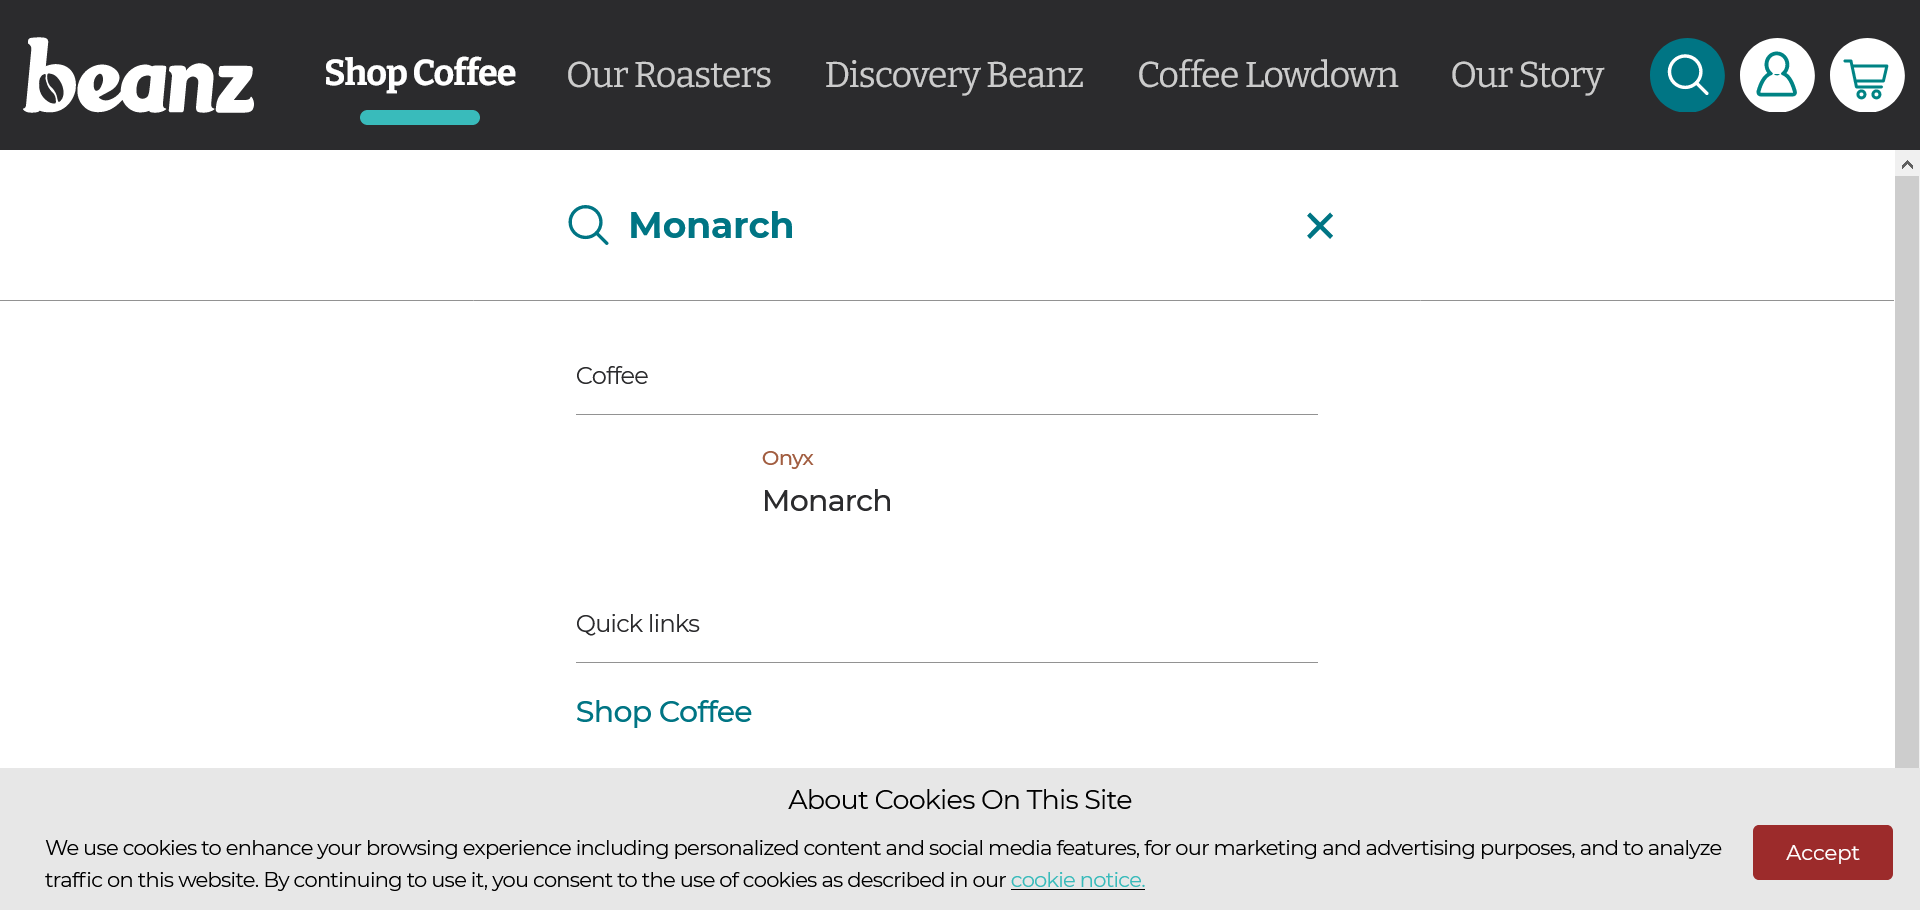 beanz
Shop Coffee
Our Roasters
Discovery Beanz
Coffee Lowdown
Our Story
Monarch
Coffee
Onyx
Monarch
Quick links
Shop Coffee
About Cookies On This Site
We use cookies to enhance your browsing experience including personalized content and social media features, for our marketing and advertising purposes, and to analyze
traffic on this website. By continuing to use it, you consent to the use of cookies as described in our cookie notice.
Accept